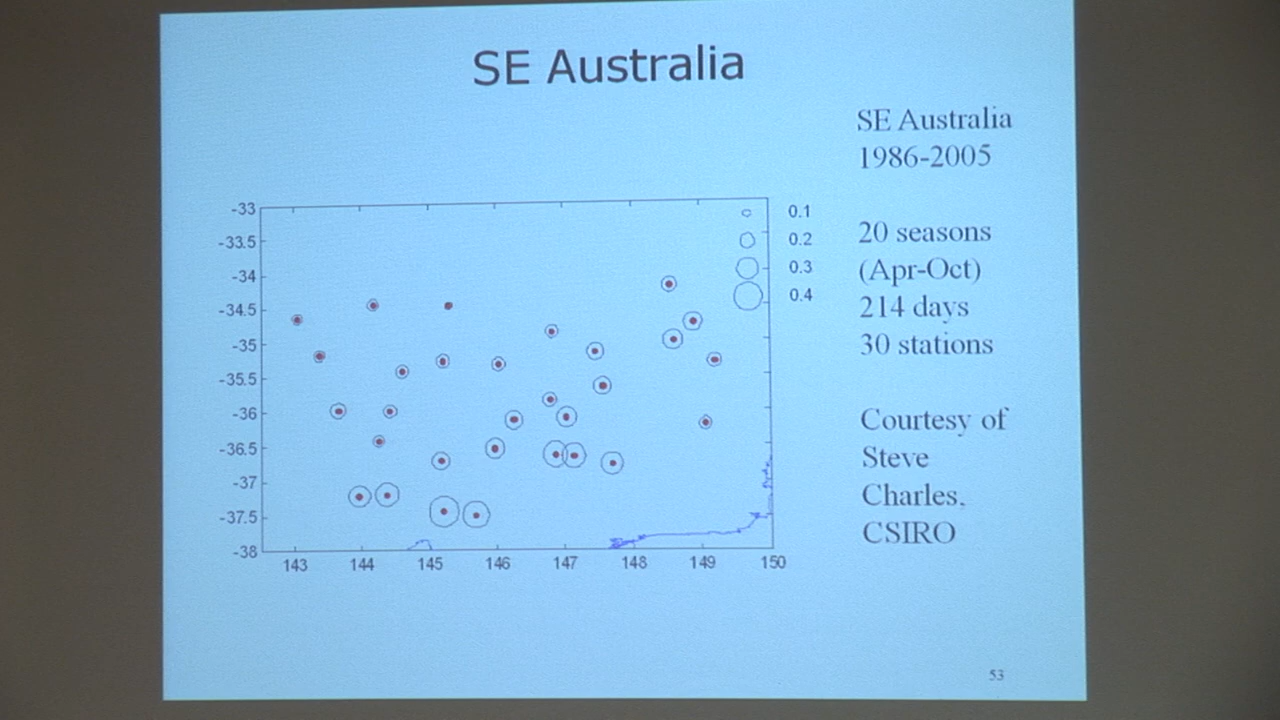 SE Australia
SE Australia
1986-2005
20 seasons
(Apr-Oct)
214 days
30 stations
Courtesy of
Steve
Charles,
CSIRO
-33
-33.5
-34
-34.5
-35
-35.5
-36
-36.5
-37
-37.5
-38
143 144 145 146 147 148 149 150
0.1
0.2
0.3
0.4
53